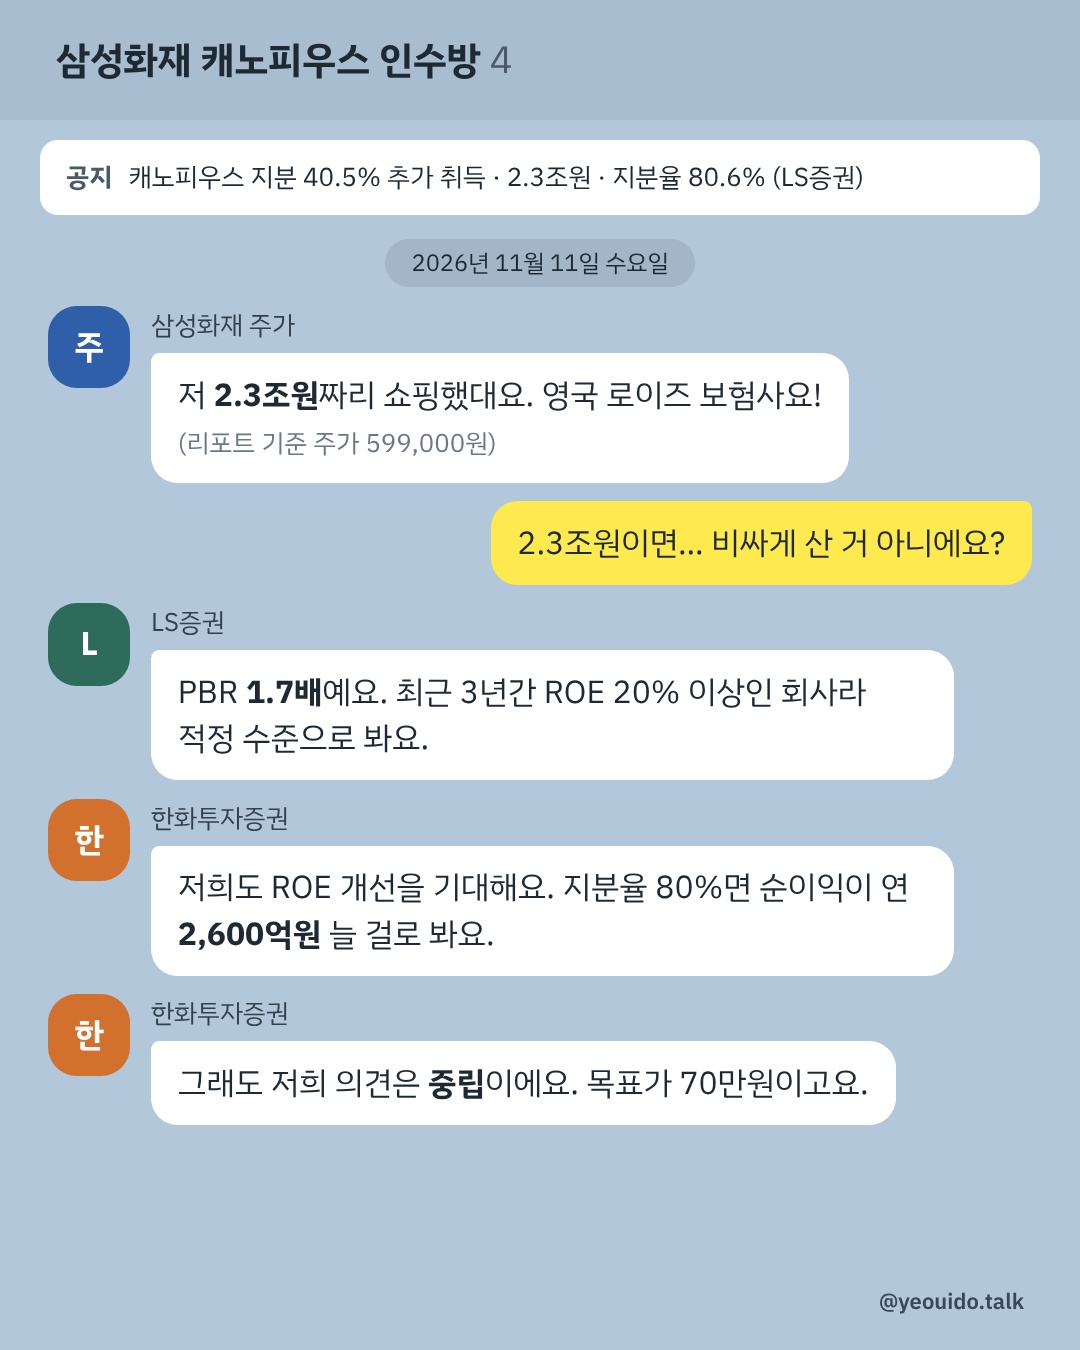 삼성화재 캐노피우스 인수방 4
공지 캐노피우스 지분 40.5% 추가 취득 · 2.3조원 · 지분율 80.6% (LS증권)
2026년 11월 11일 수요일
주
삼성화재 주가
저 2.3조원짜리 쇼핑했대요. 영국 로이즈 보험사요!
(리포트 기준 주가 599,000원)
2.3조원이면... 비싸게 산 거 아니에요?
L
LS증권
PBR 1.7배예요. 최근 3년간 ROE 20% 이상인 회사라
적정 수준으로 봐요.
한
한화투자증권
저희도 ROE 개선을 기대해요. 지분율 80%면 순이익이 연
2,600억원 늘 걸로 봐요.
한
한화투자증권
그래도 저희 의견은 중립이에요. 목표가 70만원이고요.
@yeouido.talk